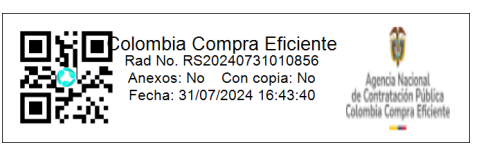 Colombia Compra Eficiente
Rad No. RS20240731010856
Anexos: No Con copia: No
Fecha: 31/07/2024 16:43:40
Agencia Nacional
de Contratación Pública
Colombia Compra Eficiente